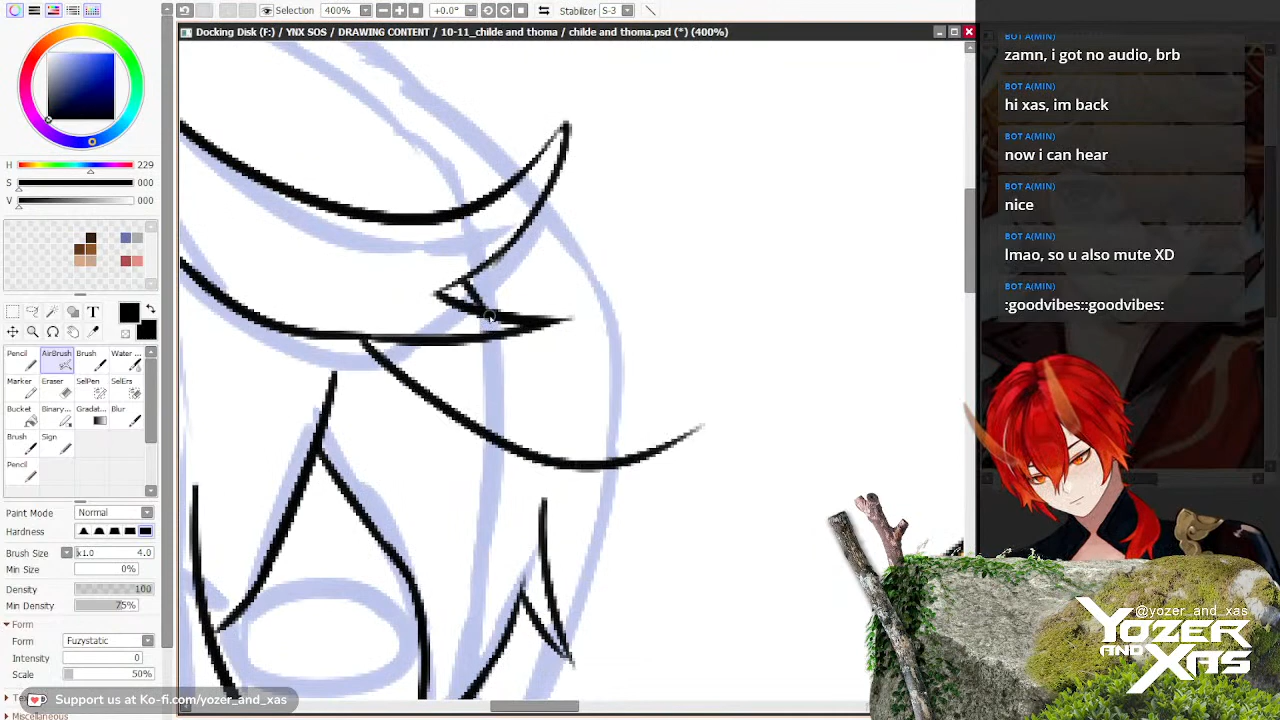 Selection 400% +0.0° Stabilizer S-3
Docking Disk (F:) / YNX SOS / DRAWING CONTENT / 10-11_childe and thoma / childe and thoma.psd (*) (400%)
H 229
S 000
V 000
T
Pencil AirBrush Brush Water ...
Marker Eraser SelPen SelErs
Bucket Binary... Gradat... Blur
Brush Sign
Pencil
Paint Mode Normal
Hardness
Brush Size x1.0 4.0
Min Size 0%
Density 100
Min Density 75%
Form
Form Fuzystatic
Intensity 0
Scale 50%
Support us at Ko-fi.com/yozer_and_xas
Miscellaneous
BOT A(MIN)
zamn, i got no audio, brb
BOT A(MIN)
hi xas, im back
BOT A(MIN)
now i can hear
BOT A(MIN)
nice
BOT A(MIN)
lmao, so u also mute XD
BOT A(MIN)
:goodvibes::goodvibes:
@yozer_and_xas
YOZER
AND
XAS